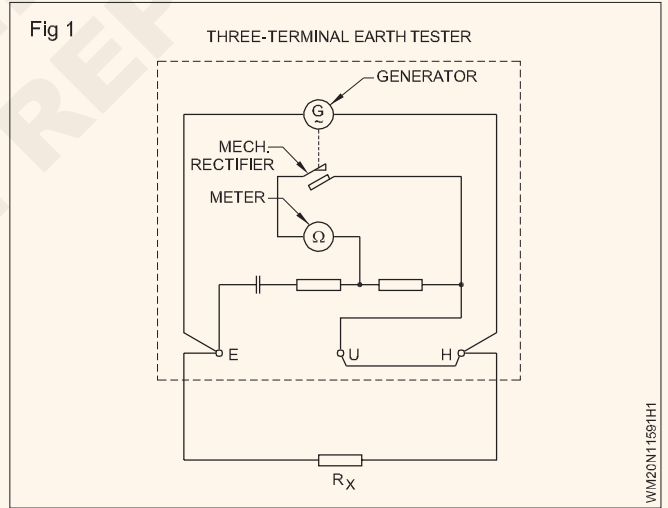 Fig 1
THREE-TERMINAL EARTH TESTER
GENERATOR
G
~
MECH.
RECTIFIER
METER
Ω
E
U
H
RX
WM20N11591H1